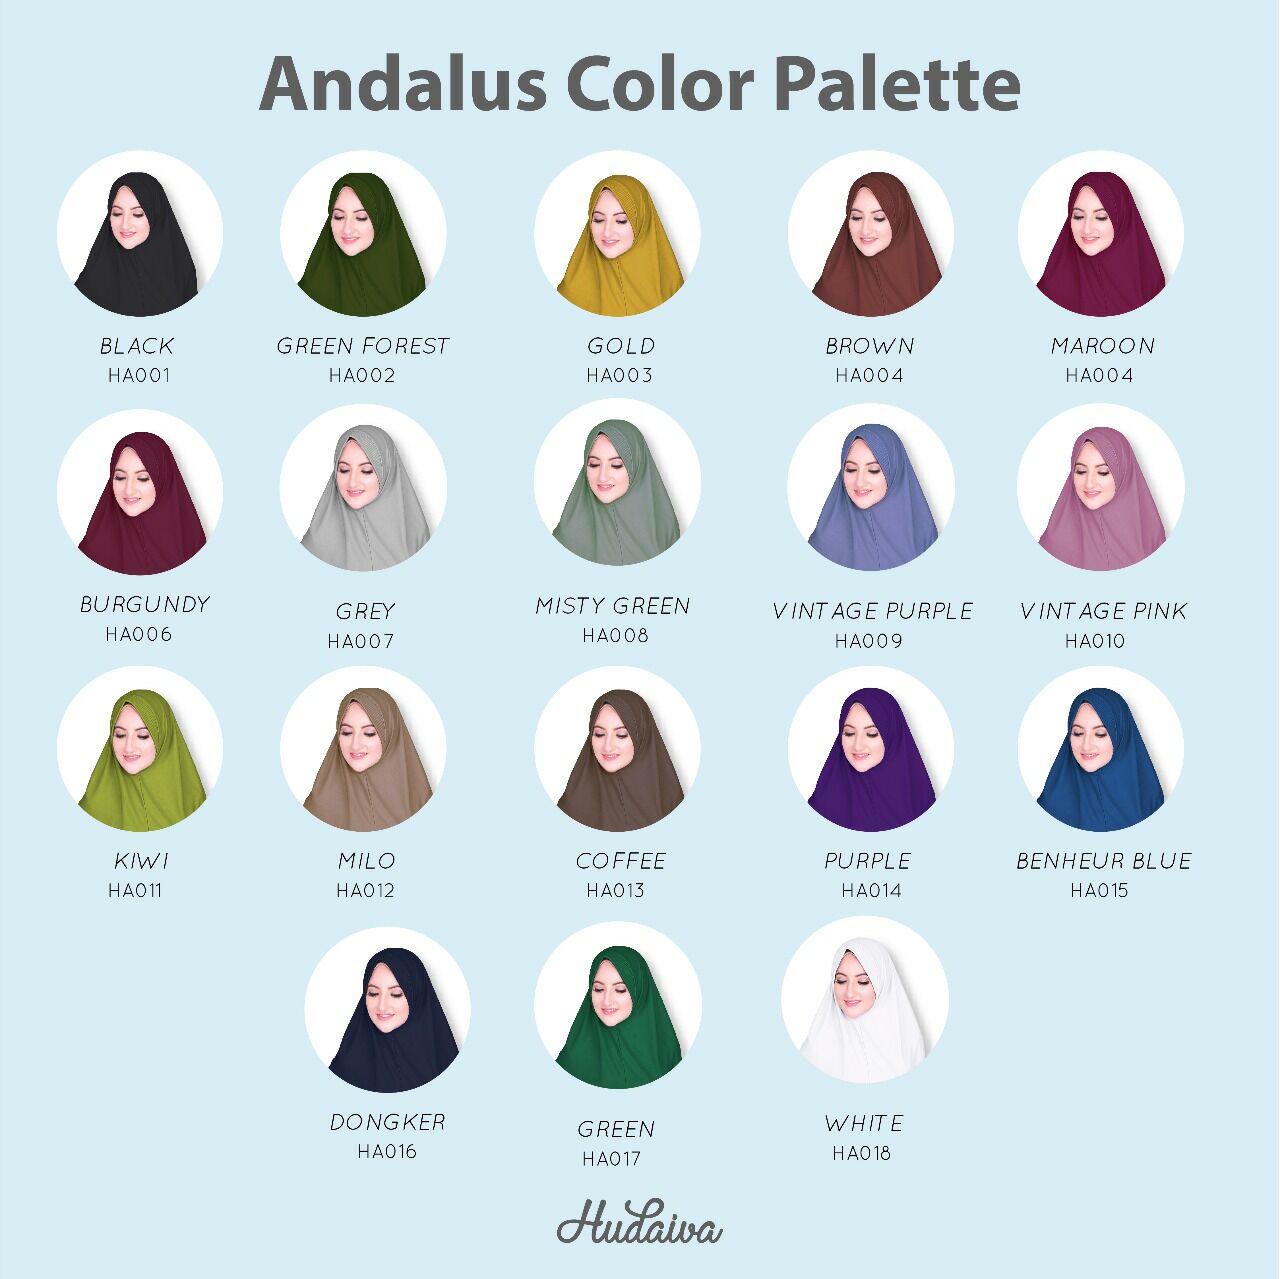 Andalus Color Palette
BLACK
HA001
GREEN FOREST
HA002
GOLD
HA003
BROWN
HA004
MAROON
HA004
BURGUNDY
HA006
GREY
HA007
MISTY GREEN
HA008
VINTAGE PURPLE
HA009
VINTAGE PINK
HA010
KIWI
HA011
MILO
HA012
COFFEE
HA013
PURPLE
HA014
BENHEUR BLUE
HA015
DONGKER
HA016
GREEN
HA017
WHITE
HA018
Hudaiva